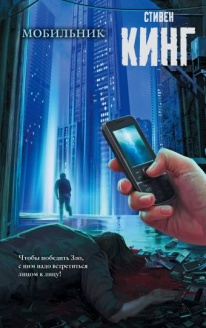 СТИВЕН
КИНГ
МОБИЛЬНИК
Чтобы победить Зло,
с ним надо встретиться
лицом к лицу!